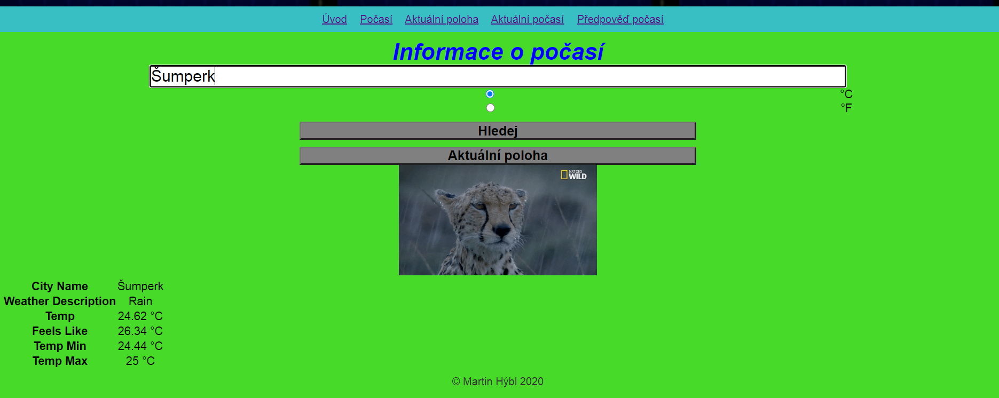 Úvod Počasí Aktuální poloha Aktuální počasí Předpověď počasí
Informace o počasí
Šumperk
°C
°F
Hledej
Aktuální poloha
NAT GEO
WILD
City Name Šumperk
Weather Description Rain
Temp 24.62 °C
Feels Like 26.34 °C
Temp Min 24.44 °C
Temp Max 25 °C
© Martin Hýbl 2020